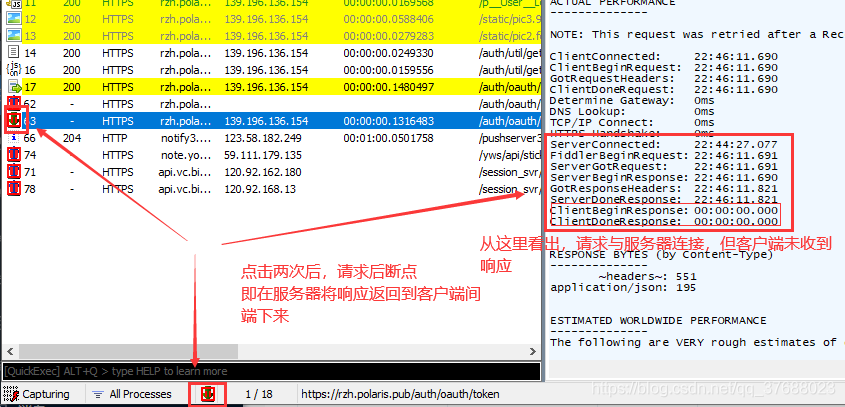 11 200 HTTPS rzh.pola... 139.196.136.154 00:00:00.0169568 /p__User__L
HTTPS rzh.pola... 139.196.136.154 00:00:00.0588406 /static/pic3.9
HTTPS rzh.pola... 139.196.136.154 00:00:00.0279283 /static/pic2.f
14 200 HTTPS rzh.pola... 139.196.136.154 00:00:00.0249330 /auth/util/get
16 200 HTTPS rzh.pola... 139.196.136.154 00:00:00.0159556 /auth/util/get
17 200 HTTPS rzh.pola... 139.196.136.154 00:00:00.1480497 /auth/oauth/
62 - HTTPS rzh.pola... /auth/oauth/
63 - HTTPS rzh.pola... 139.196.136.154 00:00:00.1316483 /auth/oauth/
66 204 HTTP notify3.... 123.58.182.249 00:01:00.0501758 /pushserver3
74 - HTTPS note.yo... 59.111.179.135 /yws/api/stick
71 - HTTPS api.vc.bi... 120.92.162.180 /session_svr/
78 - HTTPS api.vc.bi... 120.92.168.13 /session_svr/
点击两次后，请求后断点
即在服务器将响应返回到客户端间
端下来
[QuickExec] ALT+Q > type HELP to learn more
Capturing All Processes 1 / 18 https://rzh.polaris.pub/auth/oauth/token
ACTUAL PERFORMANCE
---------------
NOTE: This request was retried after a Rec
ClientConnected: 22:46:11.690
ClientBeginRequest: 22:46:11.690
GotRequestHeaders: 22:46:11.690
ClientDoneRequest: 22:46:11.690
Determine Gateway: 0ms
DNS Lookup: 0ms
TCP/IP Connect: 0ms
HTTPS Handshake: 0ms
ServerConnected: 22:44:27.077
FiddlerBeginRequest: 22:46:11.691
ServerGotRequest: 22:46:11.691
ServerBeginResponse: 22:46:11.690
GotResponseHeaders: 22:46:11.821
ServerDoneResponse: 22:46:11.821
ClientBeginResponse: 00:00:00.000
ClientDoneResponse: 00:00:00.000
从这里看出，请求与服务器连接，但客户端未收到
响应
RESPONSE BYTES (by Content-Type)
---------------
~headers~: 551
application/json: 195
ESTIMATED WORLDWIDE PERFORMANCE
---------------
The following are VERY rough estimates of
https://blog.csdn.net/qq_37688023